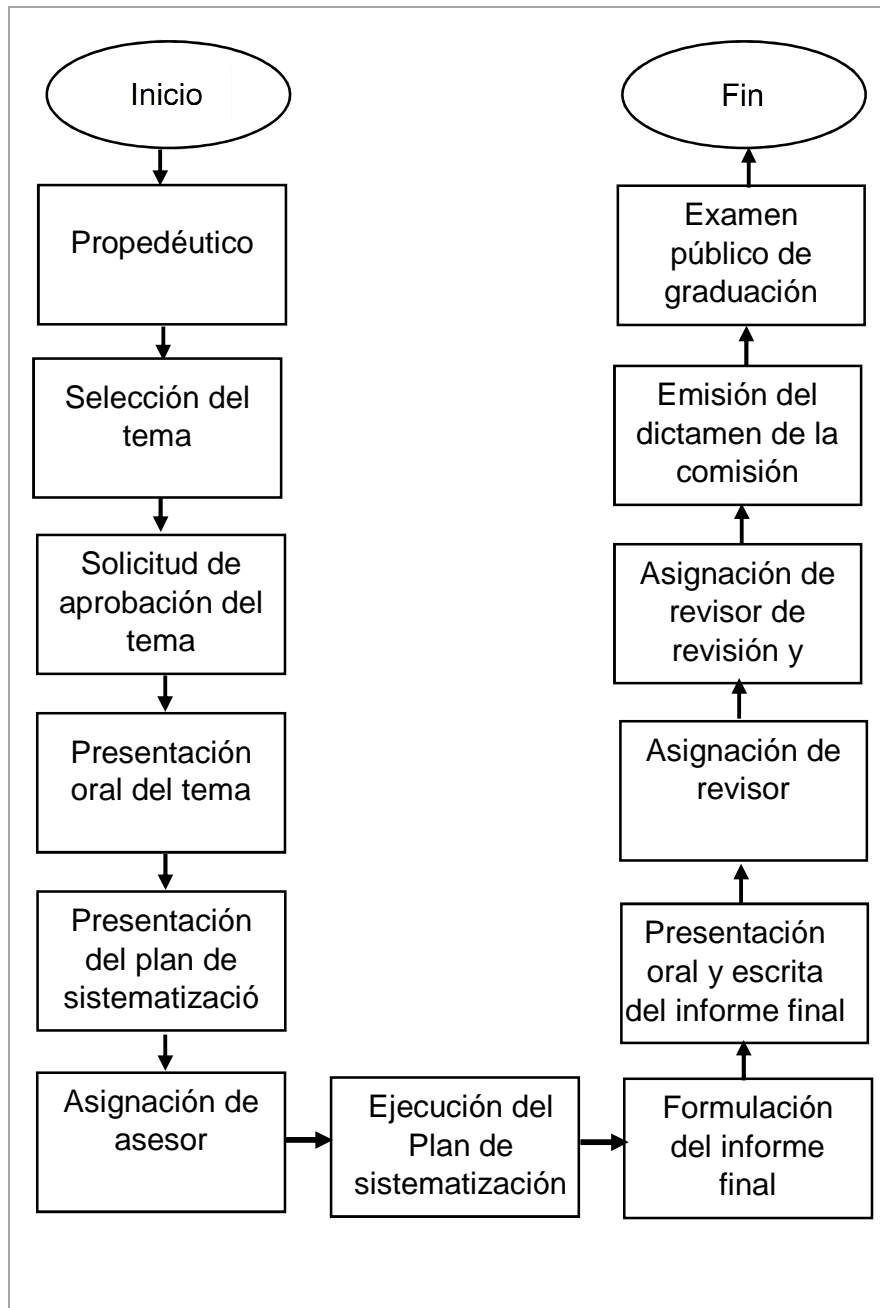 Inicio
Propedéutico
Selección del
tema
Solicitud de
aprobación del
tema
Presentación
oral del tema
Presentación
del plan de
sistematizació
Asignación de
asesor
Ejecución del
Plan de
sistematización
Formulación
del informe
final
Presentación
oral y escrita
del informe final
Asignación de
revisor
Asignación de
revisor de
revisión y
Emisión del
dictamen de la
comisión
Examen
público de
graduación
Fin